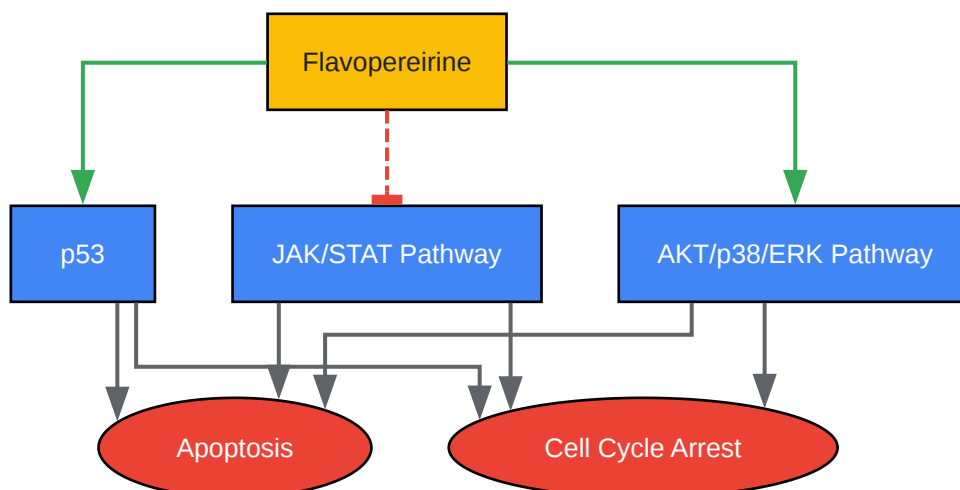 Flavopereirine
p53
JAK/STAT Pathway
AKT/p38/ERK Pathway
Apoptosis
Cell Cycle Arrest